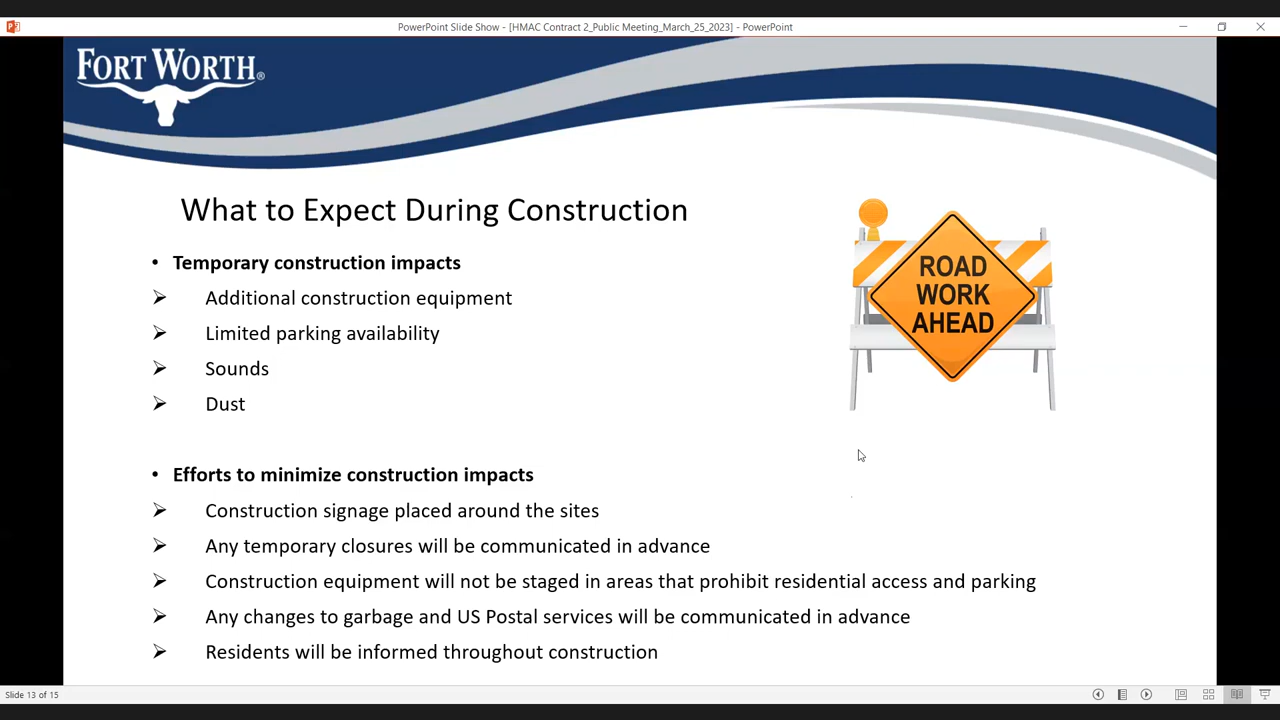 PowerPoint Slide Show - [HMAC Contract 2_Public Meeting_March_25_2023] - PowerPoint
FORT WORTH®
What to Expect During Construction
• Temporary construction impacts
➢ Additional construction equipment
➢ Limited parking availability
➢ Sounds
➢ Dust
ROAD
WORK
AHEAD
• Efforts to minimize construction impacts
➢ Construction signage placed around the sites
➢ Any temporary closures will be communicated in advance
➢ Construction equipment will not be staged in areas that prohibit residential access and parking
➢ Any changes to garbage and US Postal services will be communicated in advance
➢ Residents will be informed throughout construction
Slide 13 of 15